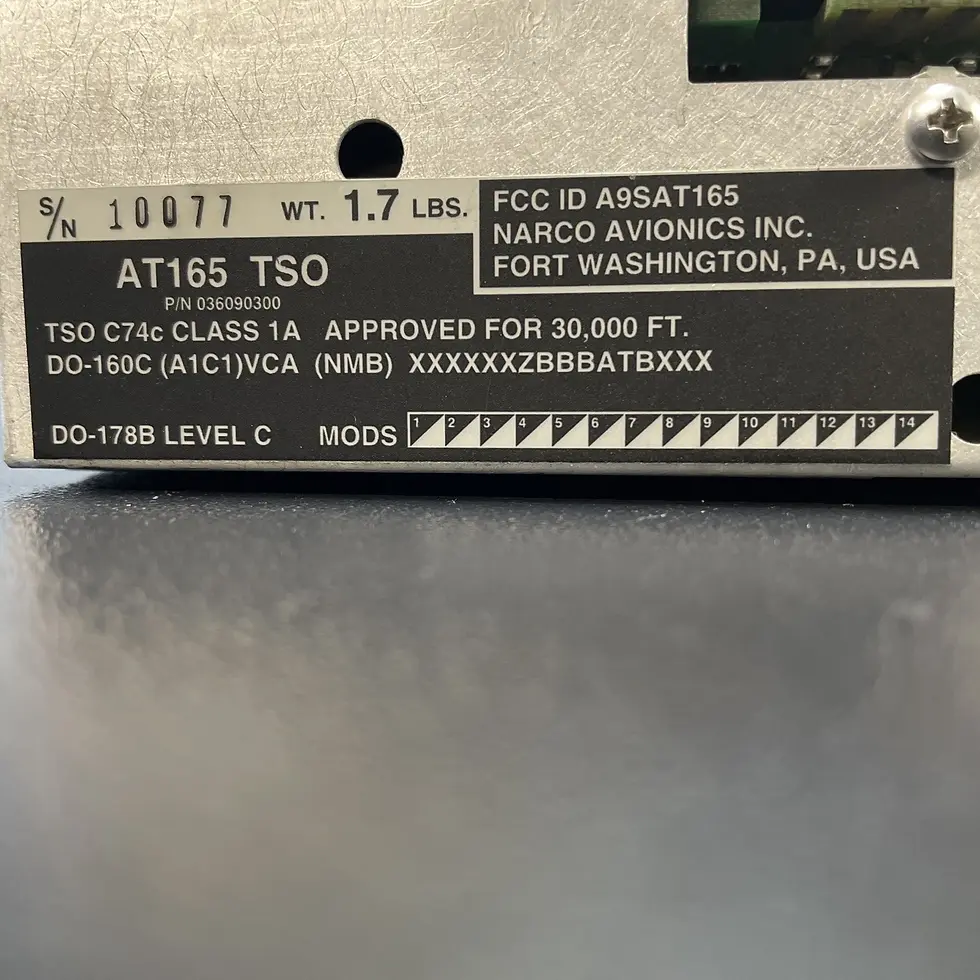 S/N 10077 WT. 1.7 LBS.
FCC ID A9SAT165
NARCO AVIONICS INC.
FORT WASHINGTON, PA, USA
AT165 TSO
P/N 036090300
TSO C74c CLASS 1A APPROVED FOR 30,000 FT.
DO-160C (A1C1)VCA (NMB) XXXXXXZBBBATBXXX
DO-178B LEVEL C MODS 1 2 3 4 5 6 7 8 9 10 11 12 13 14